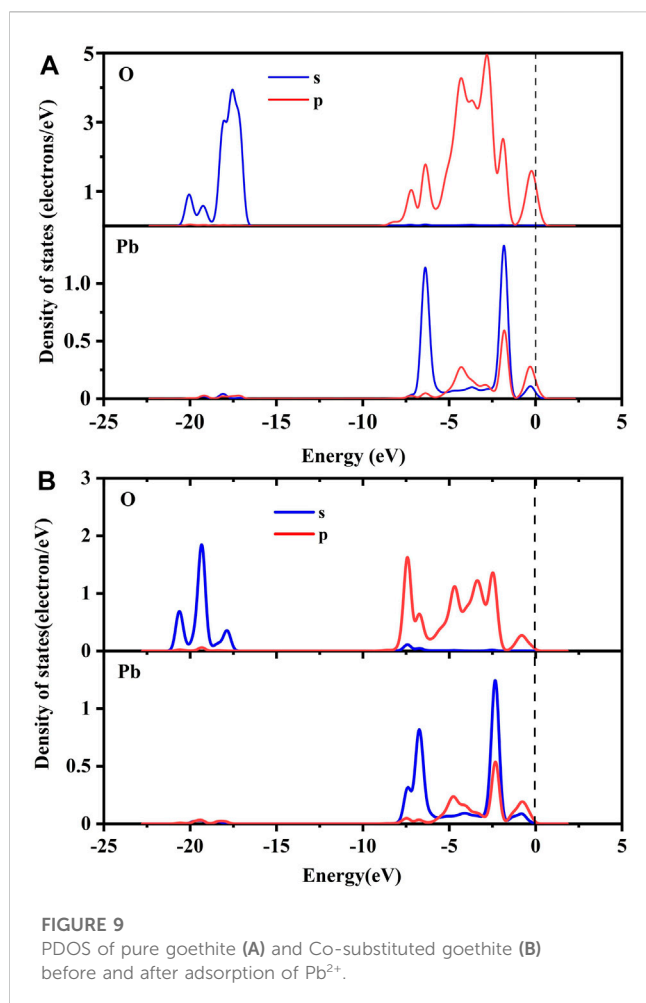 A
O
s
p
5
3
1
Pb
1.0
0.5
0
Density of states (electrons/eV)
-25 -20 -15 -10 -5 0 5
Energy (eV)
B
O
s
p
3
2
1
0
Pb
1
0.5
0
Density of states(electron/eV)
-25 -20 -15 -10 -5 0 5
Energy(eV)
FIGURE 9
PDOS of pure goethite (A) and Co-substituted goethite (B)
before and after adsorption of Pb²⁺.